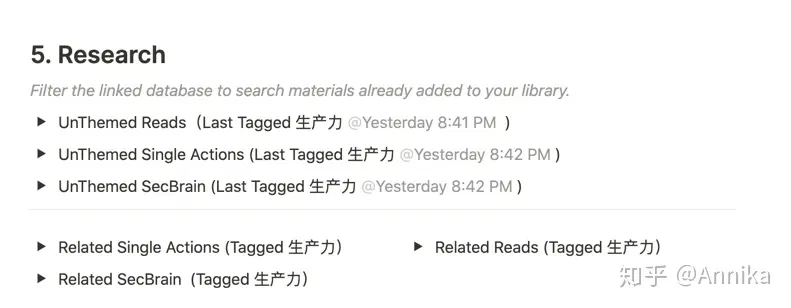 5. Research
Filter the linked database to search materials already added to your library.
UnThemed Reads（Last Tagged 生产力 @Yesterday 8:41 PM ）
UnThemed Single Actions (Last Tagged 生产力 @Yesterday 8:42 PM )
UnThemed SecBrain (Last Tagged 生产力 @Yesterday 8:42 PM )
Related Single Actions (Tagged 生产力）
Related Reads (Tagged 生产力）
Related SecBrain（Tagged 生产力）
知乎 @Annika